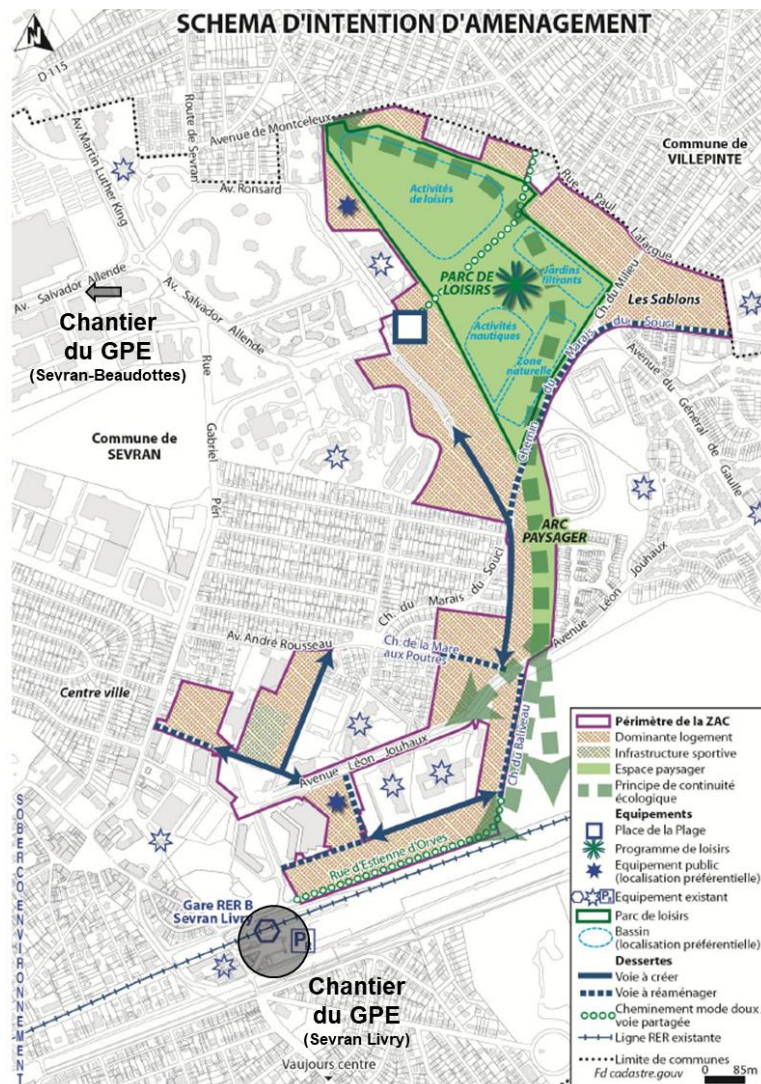 SCHEMA D'INTENTION D'AMENAGEMENT
N
D 115
Av. Martin Luther King
Route de Sevran
Avenue de Montceleux
Av. Ronsard
Commune de
VILLEPINTE
Rue Paul Lafargue
Activités
de loisirs
PARC DE
LOISIRS
Jardins
filtrants
Ch. du Milieu
Les Sablons
Activités
nautiques
Zone
naturelle
Chemin du Marais du Souci
Avenue du Général de Gaulle
Av. Salvador Allende
Av. Salvador Allende
Chantier
du GPE
(Sevran-Beaudottes)
Rue Gabriel Péri
Commune de
SEVRAN
ARC
PAYSAGER
Ch. du Marais du Souci
Avenue Léon Jouhaux
Av. André Rousseau
Ch. de la Mare
aux Poutres
Centre ville
Avenue Léon Jouhaux
Ch. du Baliveau
Rue d'Estienne d'Orves
Gare RER B
Sevran Livry
P
Chantier
du GPE
(Sevran Livry)
Vaujours centre
SOBERCO ENVIRONNEMENT
Périmètre de la ZAC
Dominante logement
Infrastructure sportive
Espace paysager
Principe de continuité
écologique
Equipements
Place de la Plage
Programme de loisirs
Equipement public
(localisation préférentielle)
P Equipement existant
Parc de loisirs
Bassin
(localisation préférentielle)
Dessertes
Voie à créer
Voie à réaménager
Cheminement mode doux,
voie partagée
Ligne RER existante
Limite de communes
Fd cadastre.gouv
0 85m